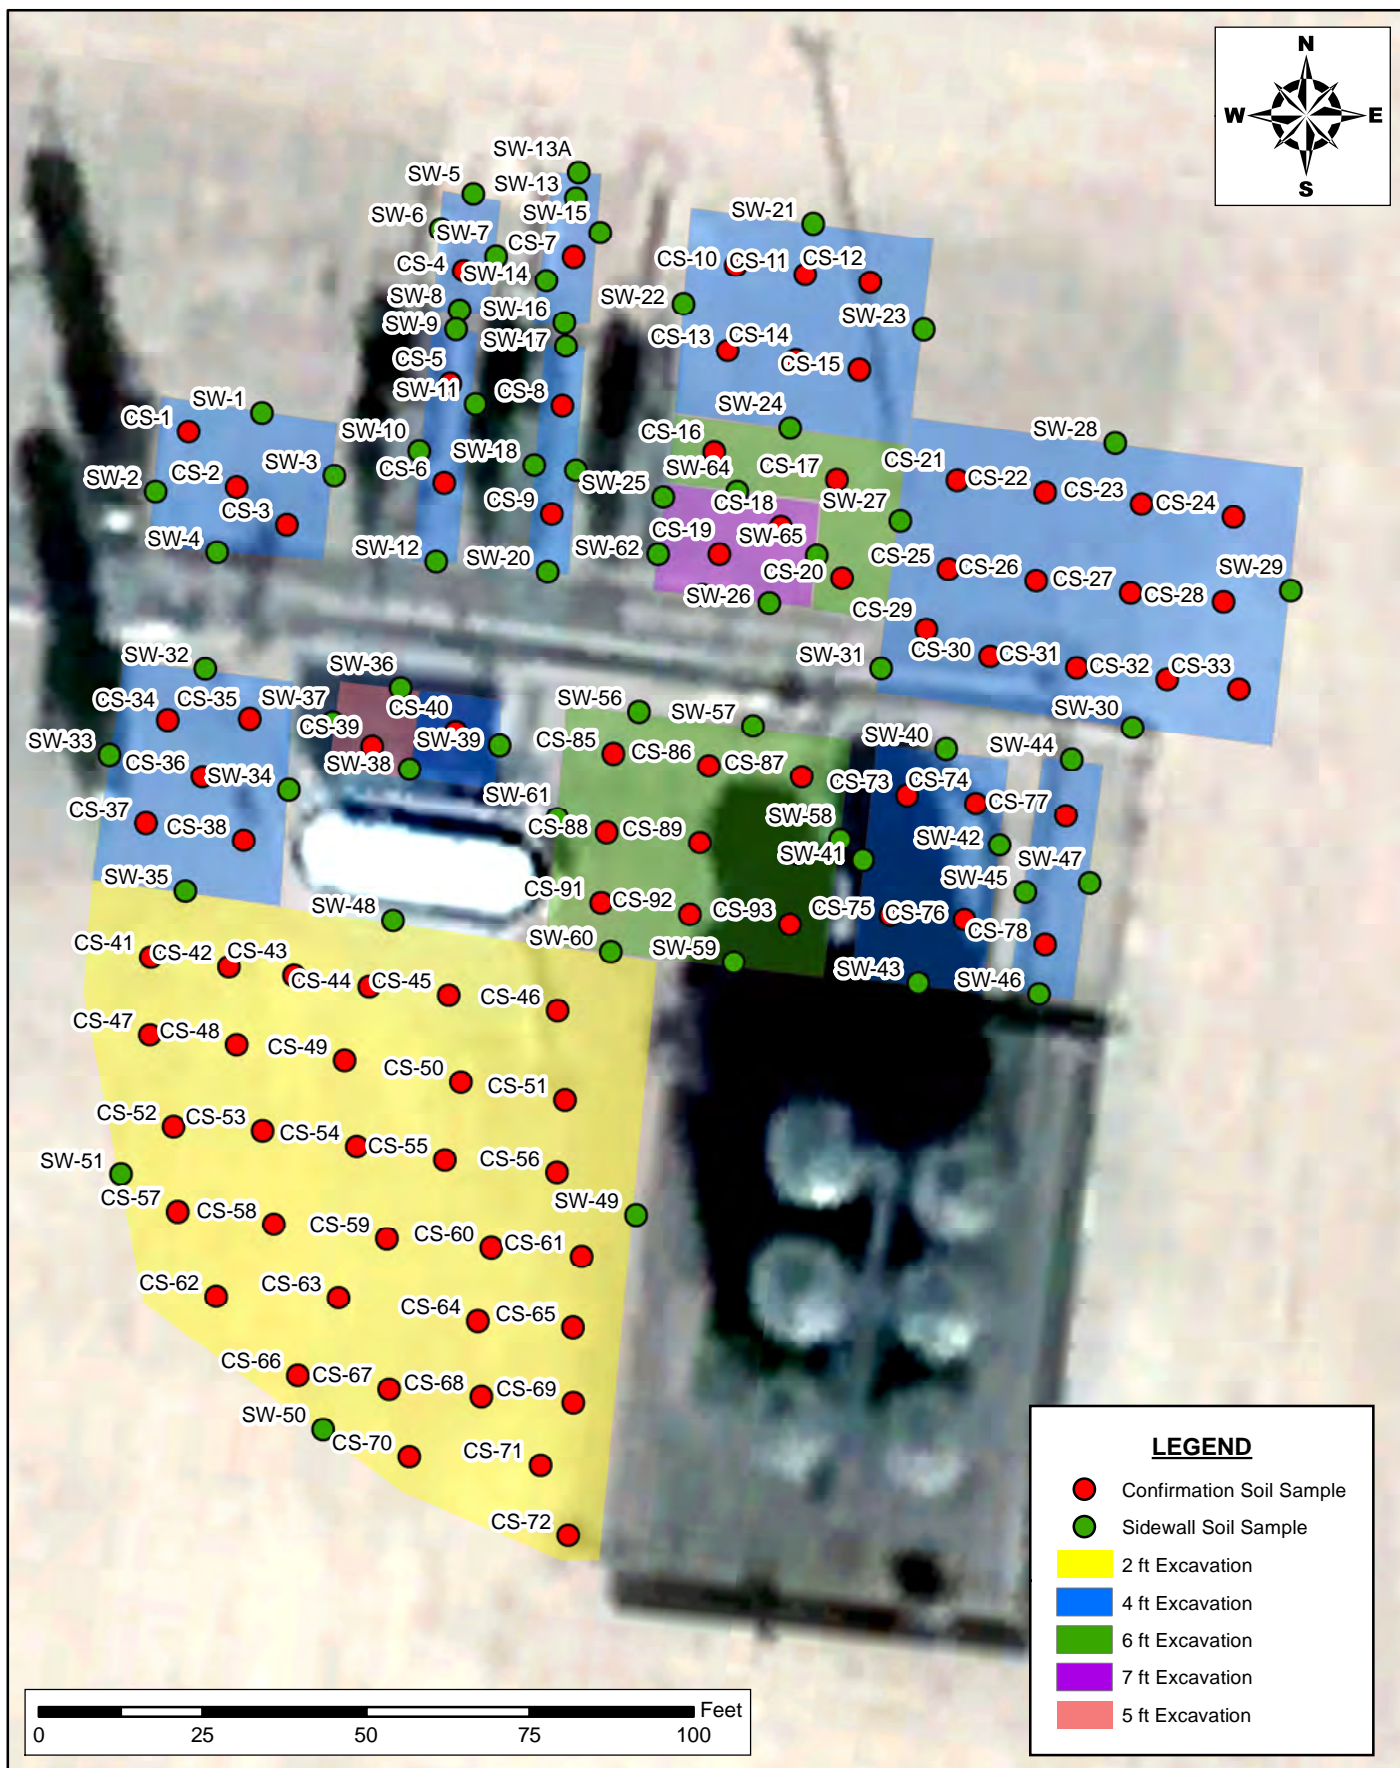 N
W E
S
SW-13A
SW-5
SW-13
SW-6
SW-15
SW-7
CS-7
SW-21
CS-4
SW-14
CS-10
CS-11
CS-12
SW-8
SW-16
SW-22
SW-9
SW-17
SW-23
CS-13
CS-14
CS-5
CS-15
SW-11
CS-8
SW-1
CS-1
SW-24
SW-10
CS-16
SW-28
SW-18
CS-2
SW-3
CS-6
SW-64
CS-17
CS-21
SW-2
SW-25
CS-22
CS-23
CS-24
CS-3
CS-9
CS-18
SW-27
CS-19
SW-65
SW-4
SW-12
SW-20
SW-62
CS-25
CS-26
CS-20
CS-27
SW-29
SW-26
CS-28
CS-29
CS-30
CS-31
SW-32
SW-36
SW-31
CS-32
CS-33
CS-34
CS-35
SW-37
CS-40
SW-56
SW-57
SW-30
CS-39
SW-39
SW-33
CS-85
CS-86
SW-40
SW-44
CS-36
SW-34
SW-38
CS-87
CS-73
CS-74
CS-77
SW-61
CS-37
CS-38
CS-88
CS-89
SW-58
SW-42
SW-41
SW-47
SW-35
CS-91
CS-92
SW-45
SW-48
CS-93
CS-75
CS-76
CS-78
CS-41
CS-42
CS-43
SW-60
SW-59
CS-44
CS-45
SW-43
SW-46
CS-46
CS-47
CS-48
CS-49
CS-50
CS-51
CS-52
CS-53
CS-54
CS-55
CS-56
SW-51
CS-57
SW-49
CS-58
CS-59
CS-60
CS-61
CS-62
CS-63
CS-64
CS-65
CS-66
CS-67
CS-68
CS-69
SW-50
CS-70
CS-71
CS-72
LEGEND
Confirmation Soil Sample
Sidewall Soil Sample
2 ft Excavation
4 ft Excavation
6 ft Excavation
7 ft Excavation
5 ft Excavation
Feet
0 25 50 75 100